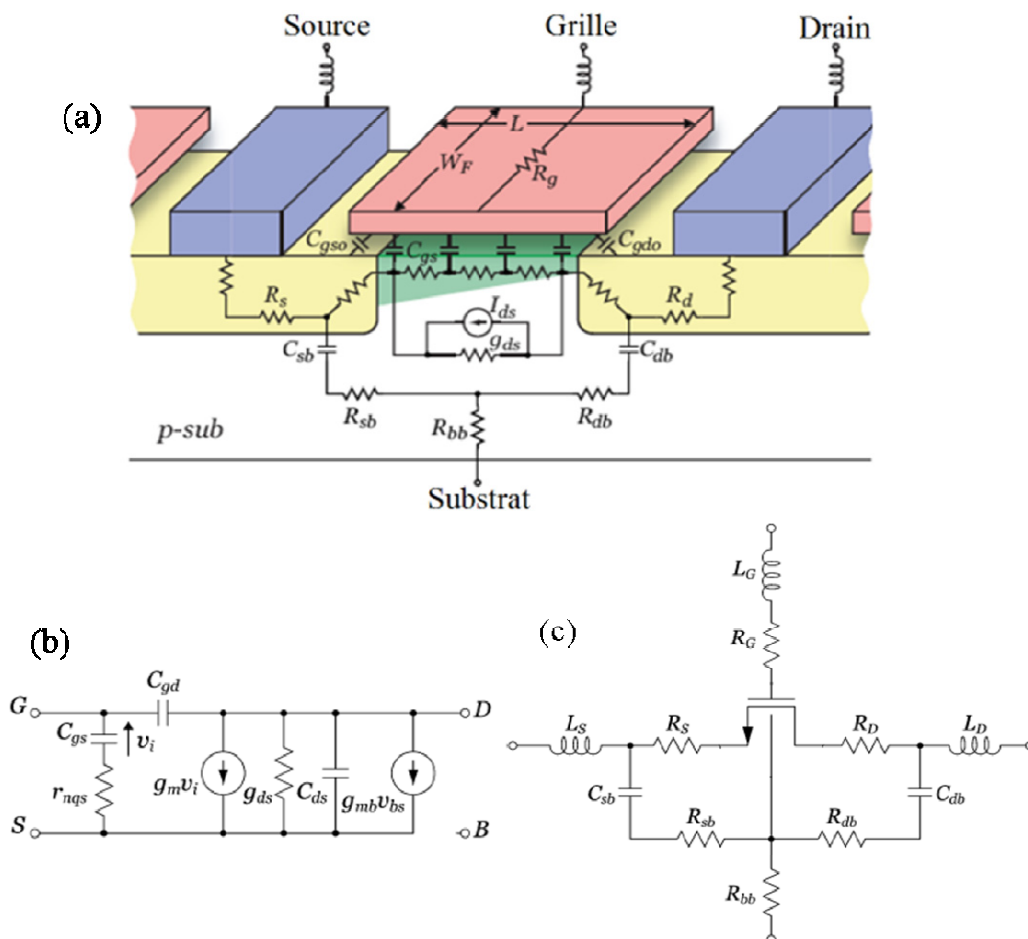 Source Grille Drain
(a)
L
W_F
R_g
C_gso C_gs C_gdo
R_s I_ds R_d
C_sb g_ds C_db
R_sb R_bb R_db
p-sub
Substrat
(b)
G C_gd D
C_gs v_i
r_nqs g_m v_i g_ds C_ds g_mb v_bs
S B
(c)
L_G
R_G
L_S R_S R_D L_D
C_sb C_db
R_sb R_db
R_bb